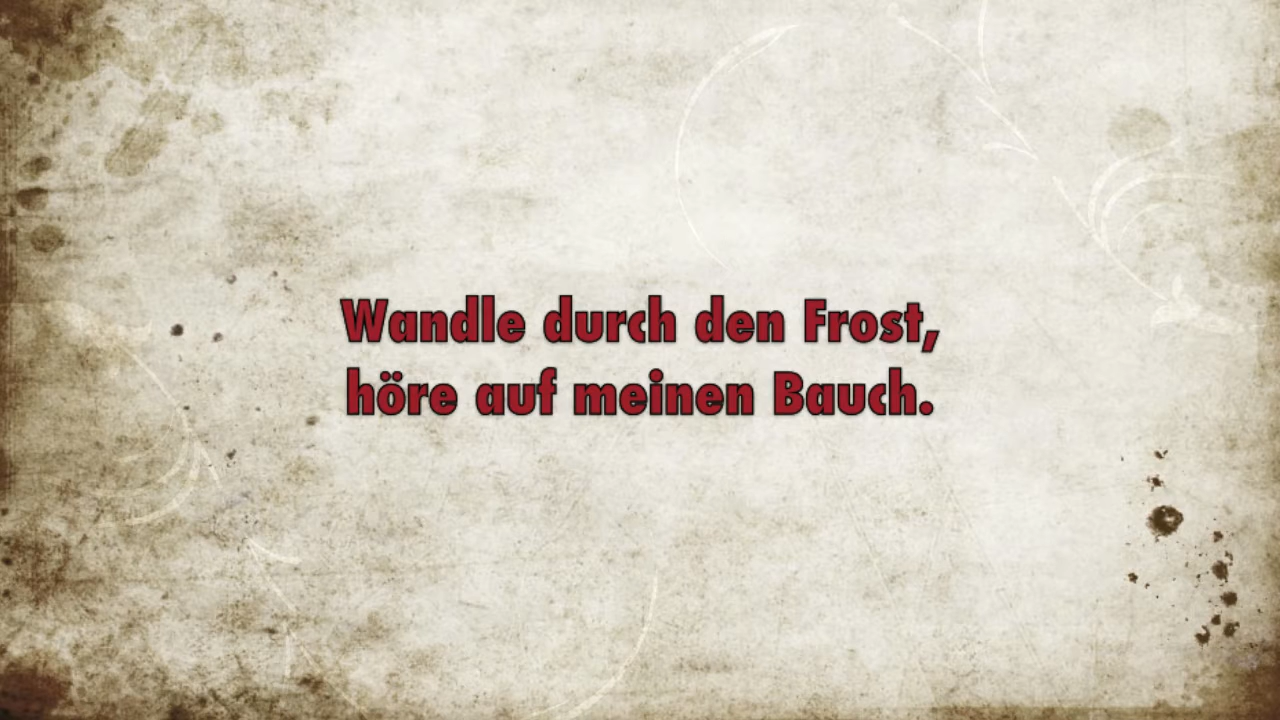 Wandle durch den Frost,
höre auf meinen Bauch.